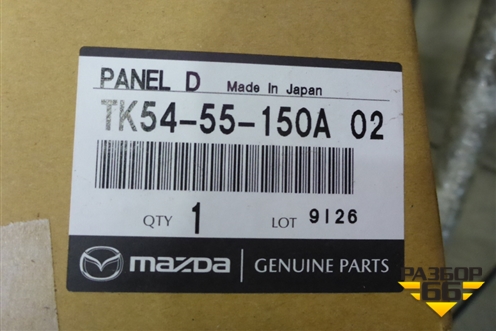 PANEL D Made In Japan
TK54-55-150A 02
QTY 1 LOT 9126
mazda GENUINE PARTS
РАЗБОР
66